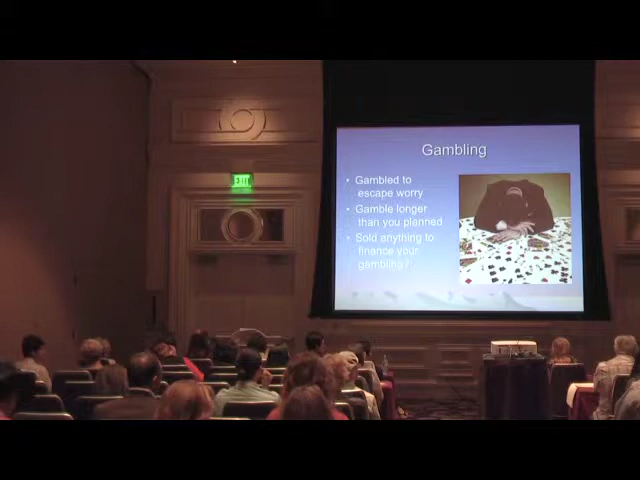 Gambling
• Gambled to
escape worry
• Gamble longer
than you planned
• Sold anything to
finance your
gambling?
EXIT